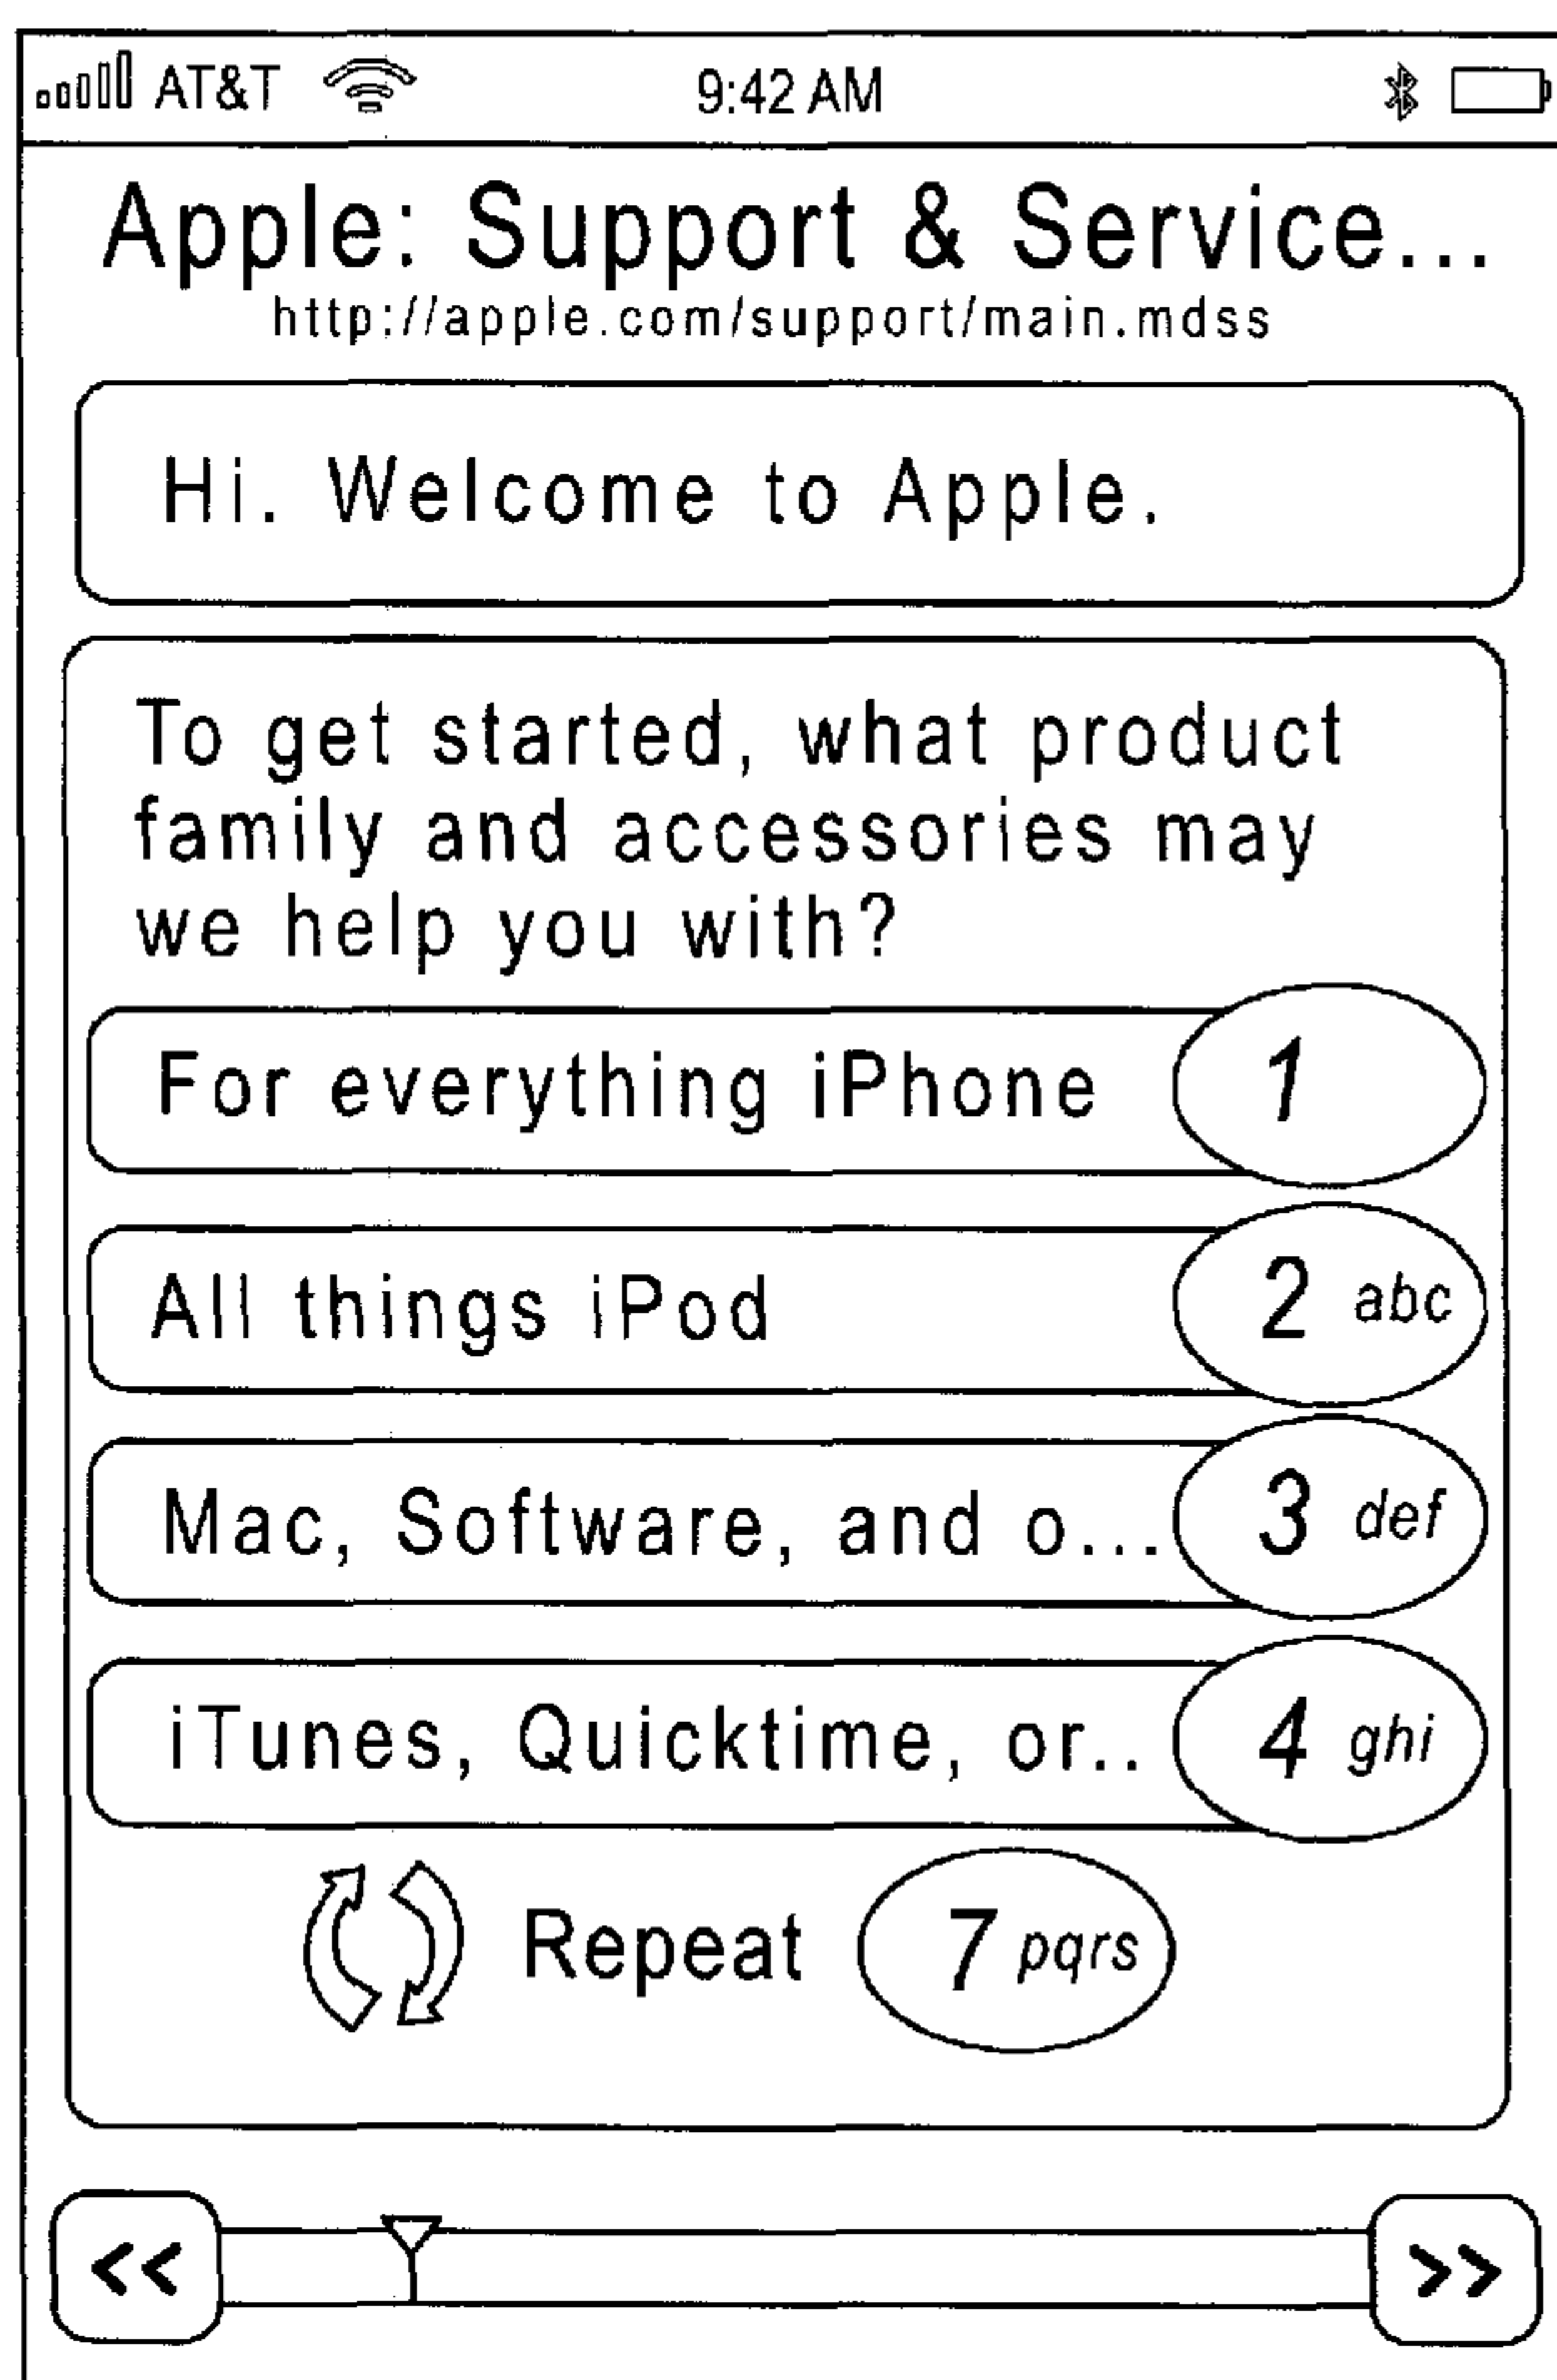 AT&T 9:42 AM
Apple: Support & Service...
http://apple.com/support/main.mdss
Hi. Welcome to Apple.
To get started, what product
family and accessories may
we help you with?
For everything iPhone 1
All things iPod 2 abc
Mac, Software, and o... 3 def
iTunes, Quicktime, or.. 4 ghi
Repeat 7 pqrs
<< >>